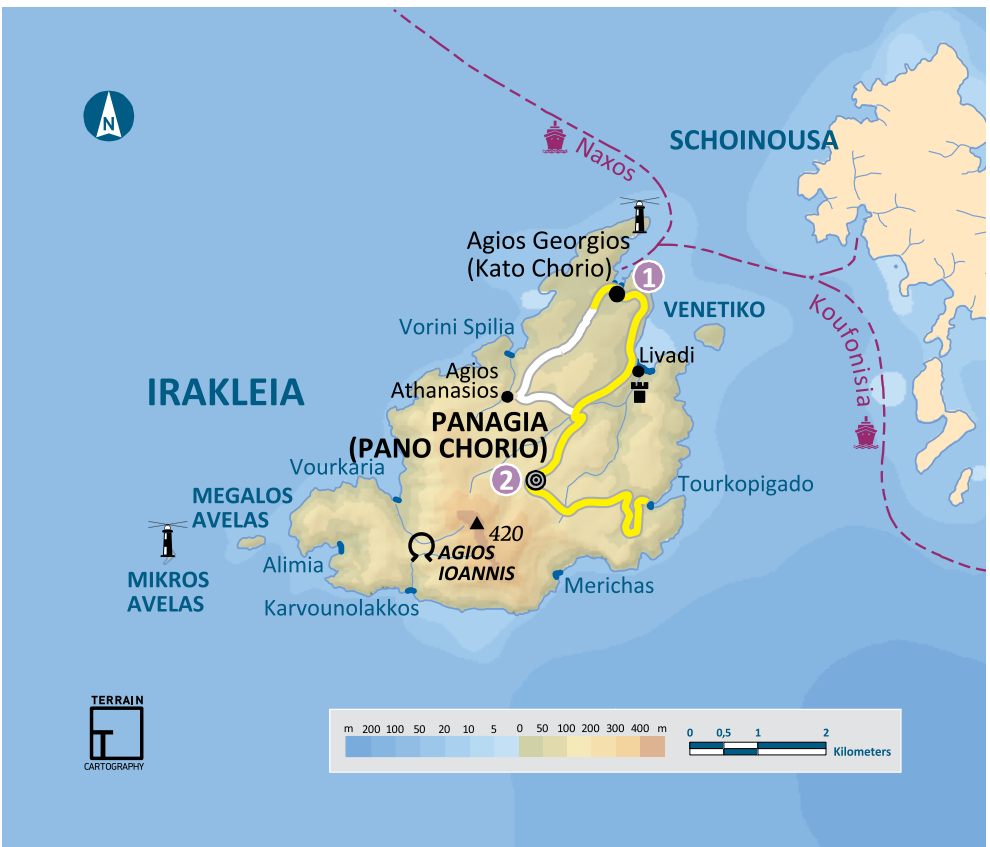 N
SCHOINOUSA
Naxos
Agios Georgios
(Kato Chorio)
1
VENETIKO
Koufonisia
Vorini Spilia
Livadi
Agios
Athanasios
IRAKLEIA
PANAGIA
(PANO CHORIO)
2
Vourkaria
Tourkopigado
MEGALOS
AVELAS
420
AGIOS
IOANNIS
Alimia
MIKROS
AVELAS
Merichas
Karvounolakkos
TERRAIN
T
CARTOGRAPHY
m 200 100 50 20 10 5 0 50 100 200 300 400 m
0 0,5 1 2
Kilometers